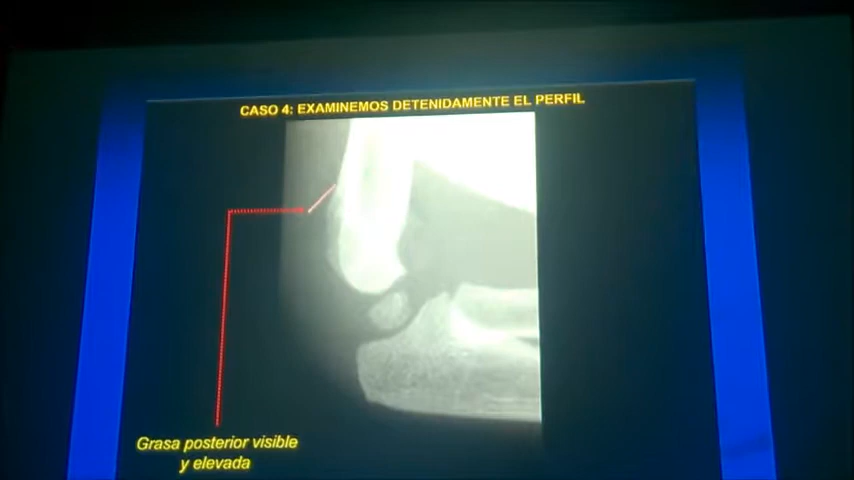 CASO 4: EXAMINEMOS DETENIDAMENTE EL PERFIL
Grasa posterior visible
y elevada